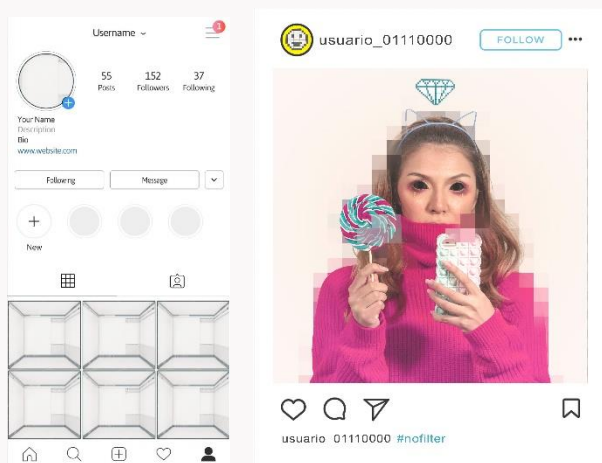 Username
1
55 152 37
Posts Followers Following
Your Name
Description
Bio
www.website.com
Following Message
New
usuario_01110000 FOLLOW
usuario_01110000 #nofilter